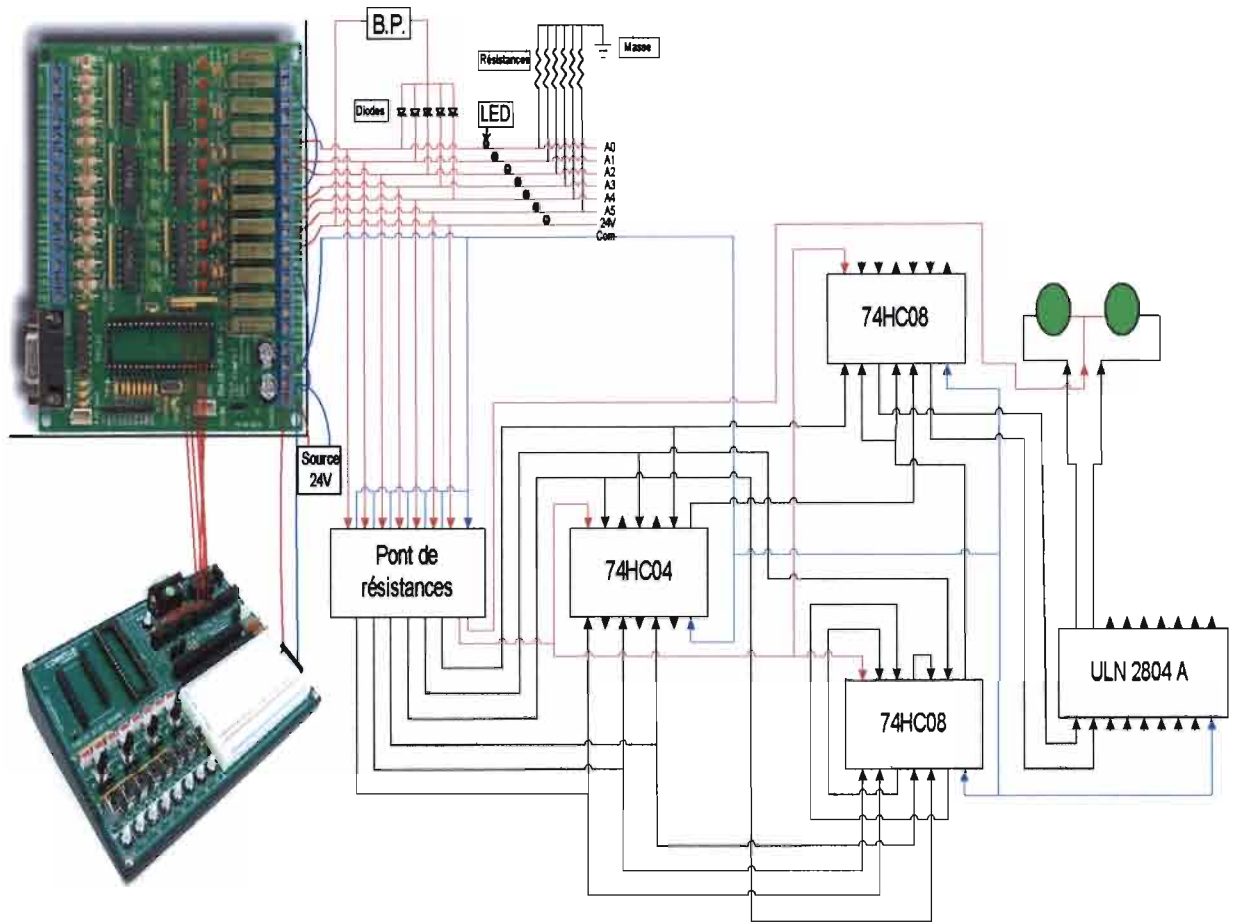 B.P.
Résistances
Masse
Diodes
LED
A0
A1
A2
A3
A4
A5
24V
Com
74HC08
Source
24V
Pont de
résistances
74HC04
ULN 2804 A
74HC08